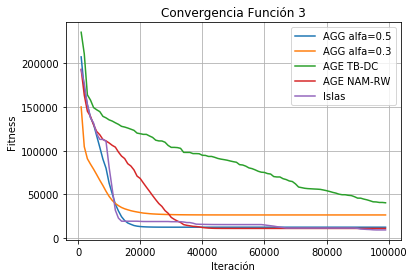 Convergencia Función 3
AGG alfa=0.5
AGG alfa=0.3
AGE TB-DC
AGE NAM-RW
Islas
Fitness
200000
150000
100000
50000
0
0 20000 40000 60000 80000 100000
Iteración